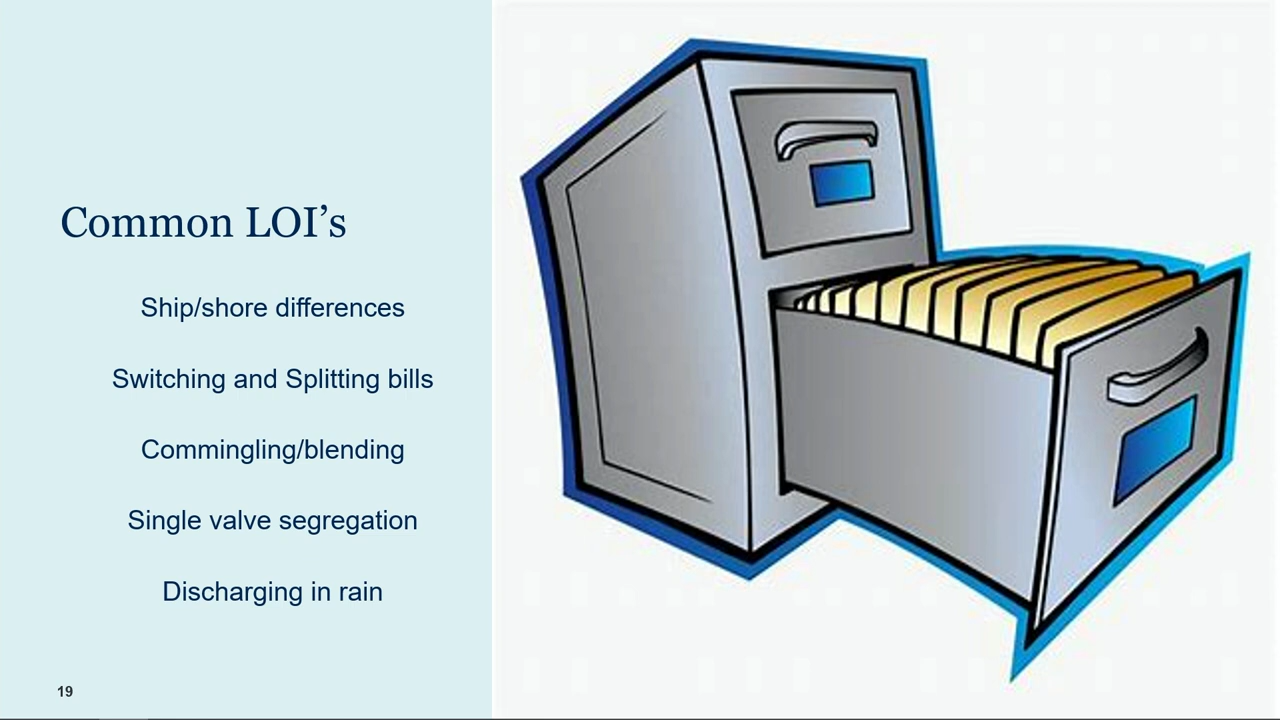 Common LOI’s
Ship/shore differences
Switching and Splitting bills
Commingling/blending
Single valve segregation
Discharging in rain
19